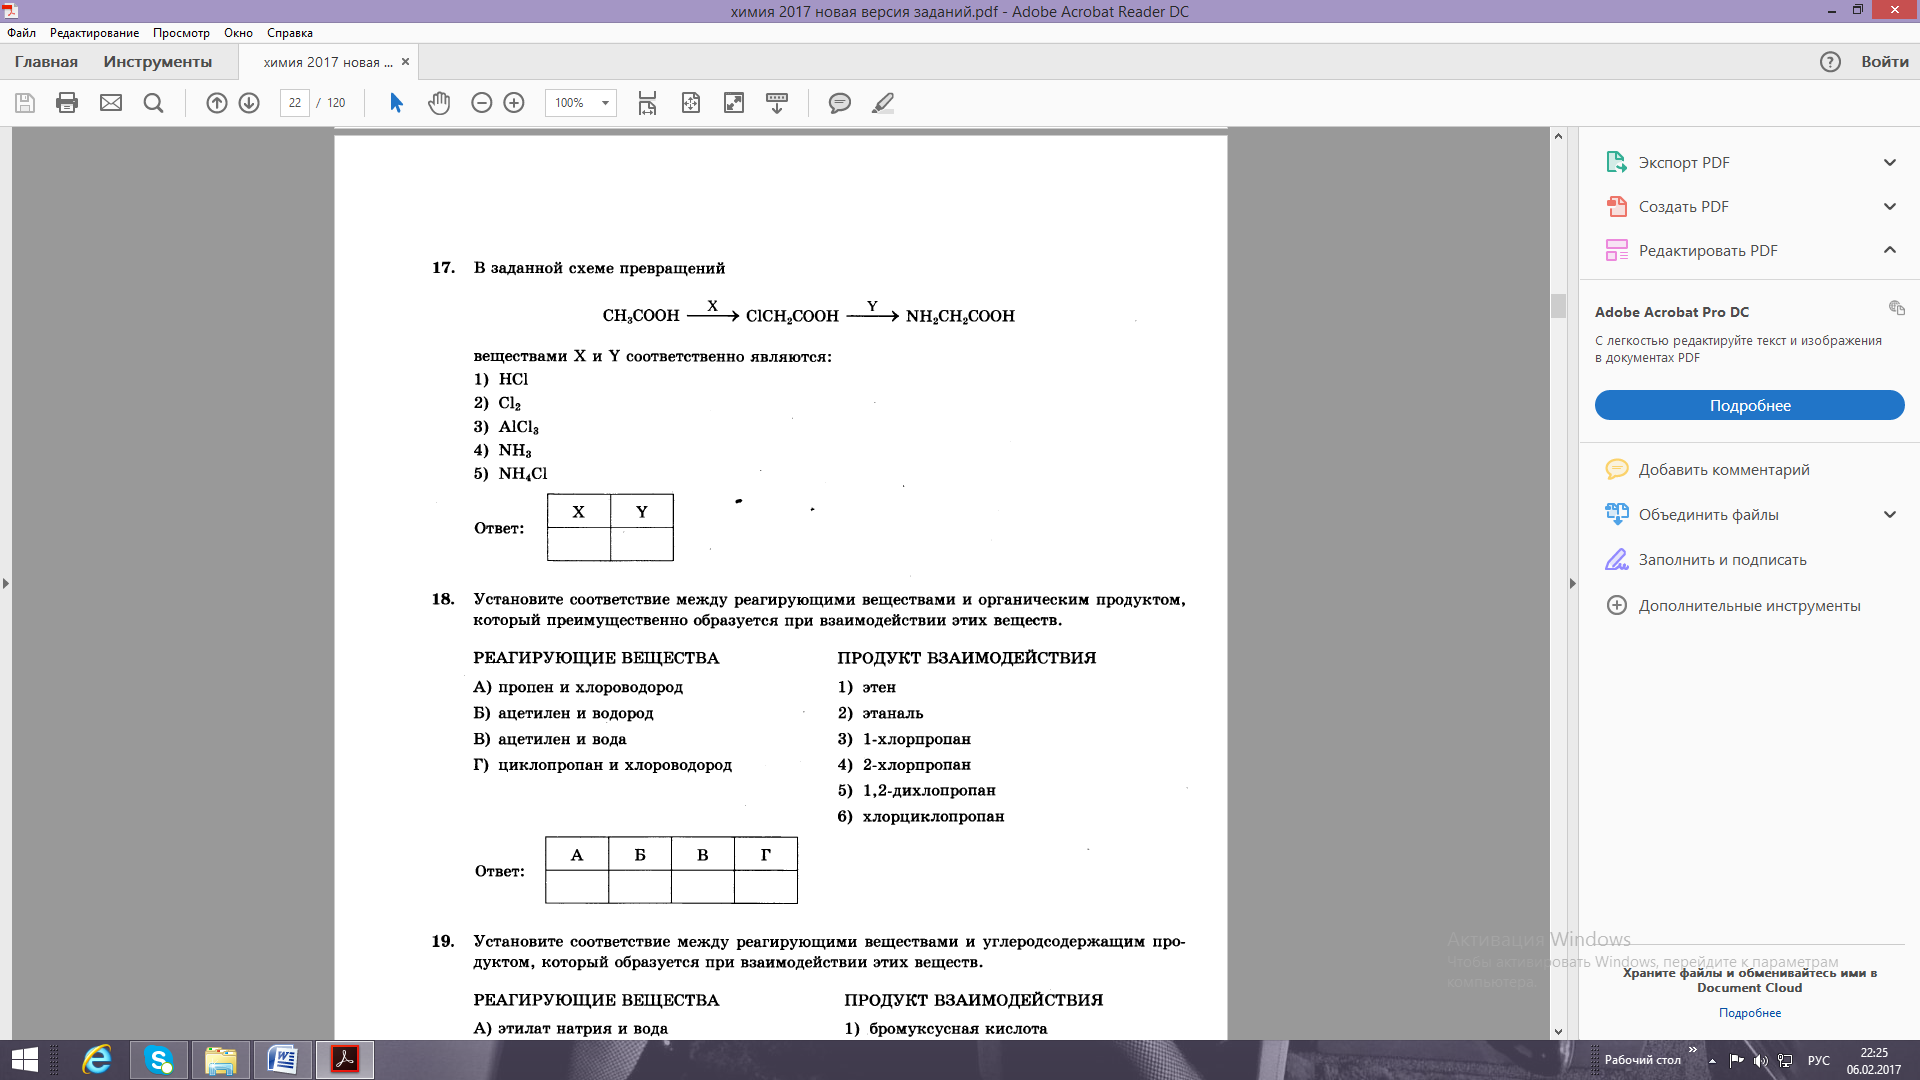 химия 2017 новая версия заданий.pdf - Adobe Acrobat Reader DC
Файл Редактирование Просмотр Окно Справка
Главная Инструменты химия 2017 новая ... × Войти
22 / 120 100%
17. В заданной схеме превращений
CH₃COOH —X→ ClCH₂COOH —Y→ NH₂CH₂COOH
веществами X и Y соответственно являются:
1) HCl
2) Cl₂
3) AlCl₃
4) NH₃
5) NH₄Cl
X Y
Ответ:
18. Установите соответствие между реагирующими веществами и органическим продуктом,
который преимущественно образуется при взаимодействии этих веществ.
РЕАГИРУЮЩИЕ ВЕЩЕСТВА ПРОДУКТ ВЗАИМОДЕЙСТВИЯ
А) пропен и хлороводород 1) этен
Б) ацетилен и водород 2) этаналь
В) ацетилен и вода 3) 1-хлорпропан
Г) циклопропан и хлороводород 4) 2-хлорпропан
5) 1,2-дихлопропан
6) хлорциклопропан
А Б В Г
Ответ:
19. Установите соответствие между реагирующими веществами и углеродсодержащим про-
дуктом, который образуется при взаимодействии этих веществ.
РЕАГИРУЮЩИЕ ВЕЩЕСТВА ПРОДУКТ ВЗАИМОДЕЙСТВИЯ
А) этилат натрия и вода 1) бромуксусная кислота
Экспорт PDF
Создать PDF
Редактировать PDF
Adobe Acrobat Pro DC
С легкостью редактируйте текст и изображения
в документах PDF
Подробнее
Добавить комментарий
Объединить файлы
Заполнить и подписать
Дополнительные инструменты
Активация Windows
Чтобы активировать Windows, перейдите к параметрам
компьютера.
Храните файлы и обменивайтесь ими в
Document Cloud
Подробнее
Рабочий стол » РУС 22:25
06.02.2017